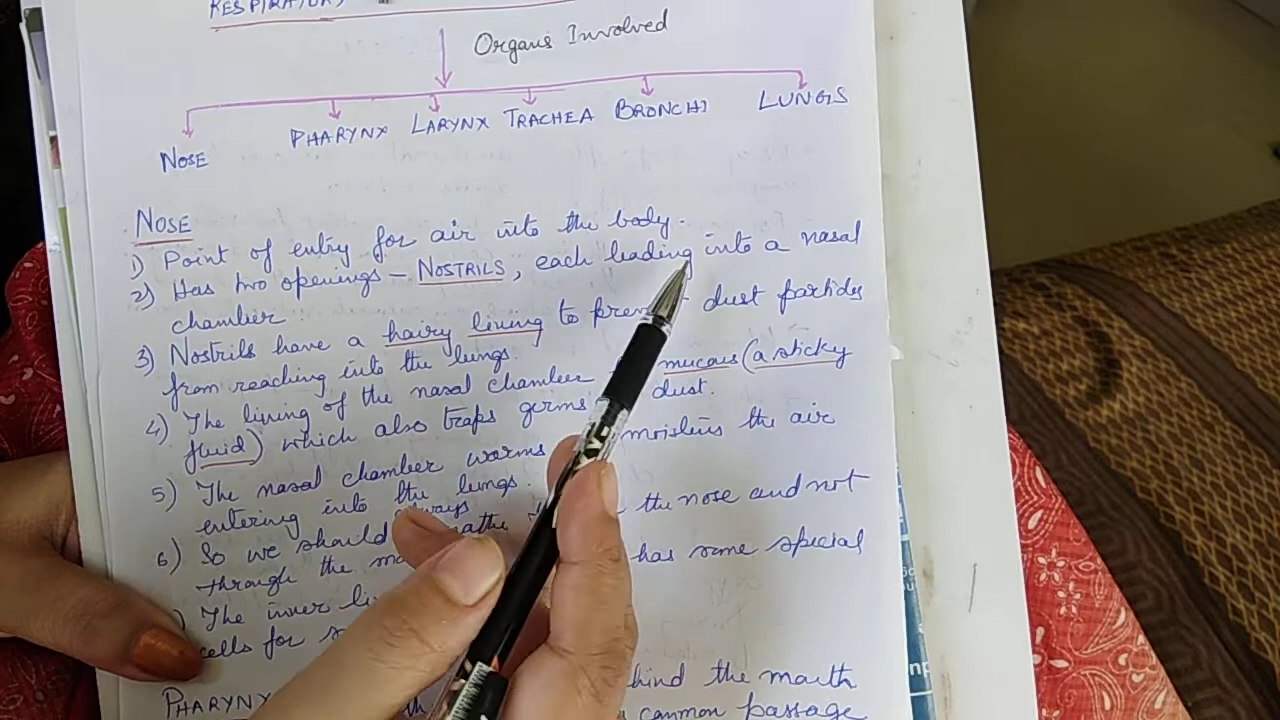 RESPIRATORY
Organs Involved
NOSE PHARYNX LARYNX TRACHEA BRONCHI LUNGS
NOSE
1) Point of entry for air into the body.
2) Has two openings – NOSTRILS, each leading into a nasal
chamber.
3) Nostrils have a hairy lining to dust particles
from reaching into the lungs.
4) The lining of the nasal chamber mucous (a sticky
fluid) which also traps germs dust.
5) The nasal chamber warms moistens the air
entering into the lungs.
6) So we should always the nose and not
through the
) The inner has some special
cells for
PHARYNX behind the mouth
common passage